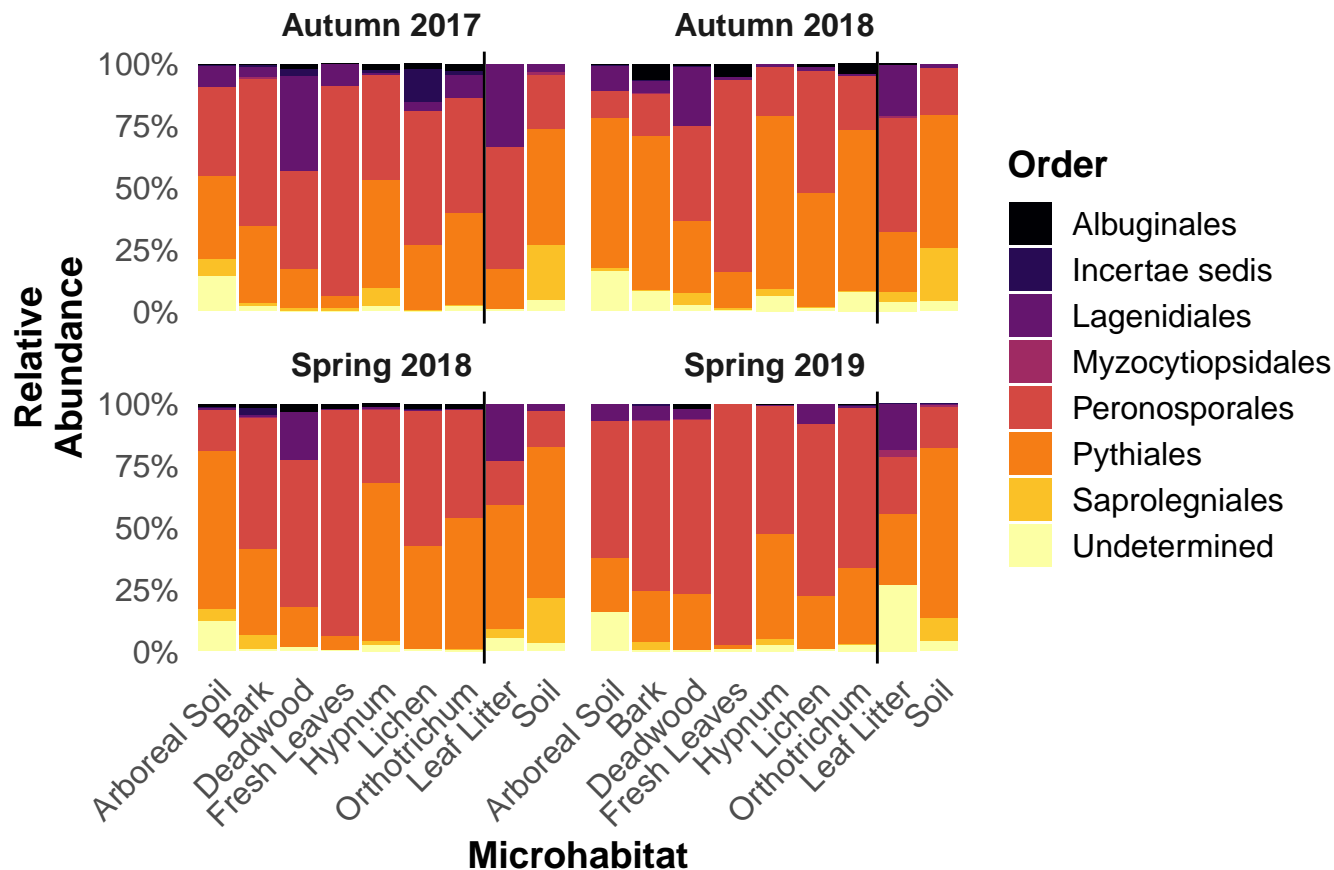 Autumn 2017
Autumn 2018
100%
75%
50%
25%
0%
Spring 2018
Spring 2019
100%
75%
50%
25%
0%
Relative
Abundance
Arboreal Soil
Bark
Deadwood
Fresh Leaves
Hypnum
Lichen
Orthotrichum
Leaf Litter
Soil
Arboreal Soil
Bark
Deadwood
Fresh Leaves
Hypnum
Lichen
Orthotrichum
Leaf Litter
Soil
Microhabitat
Order
Albuginales
Incertae sedis
Lagenidiales
Myzocytiopsidales
Peronosporales
Pythiales
Saprolegniales
Undetermined